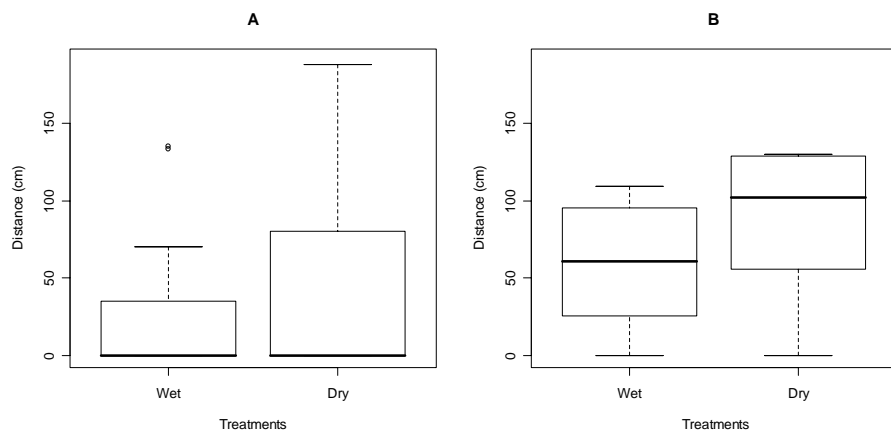 A
Distance (cm)
150
100
50
0
Wet
Dry
Treatments
B
Distance (cm)
150
100
50
0
Wet
Dry
Treatments